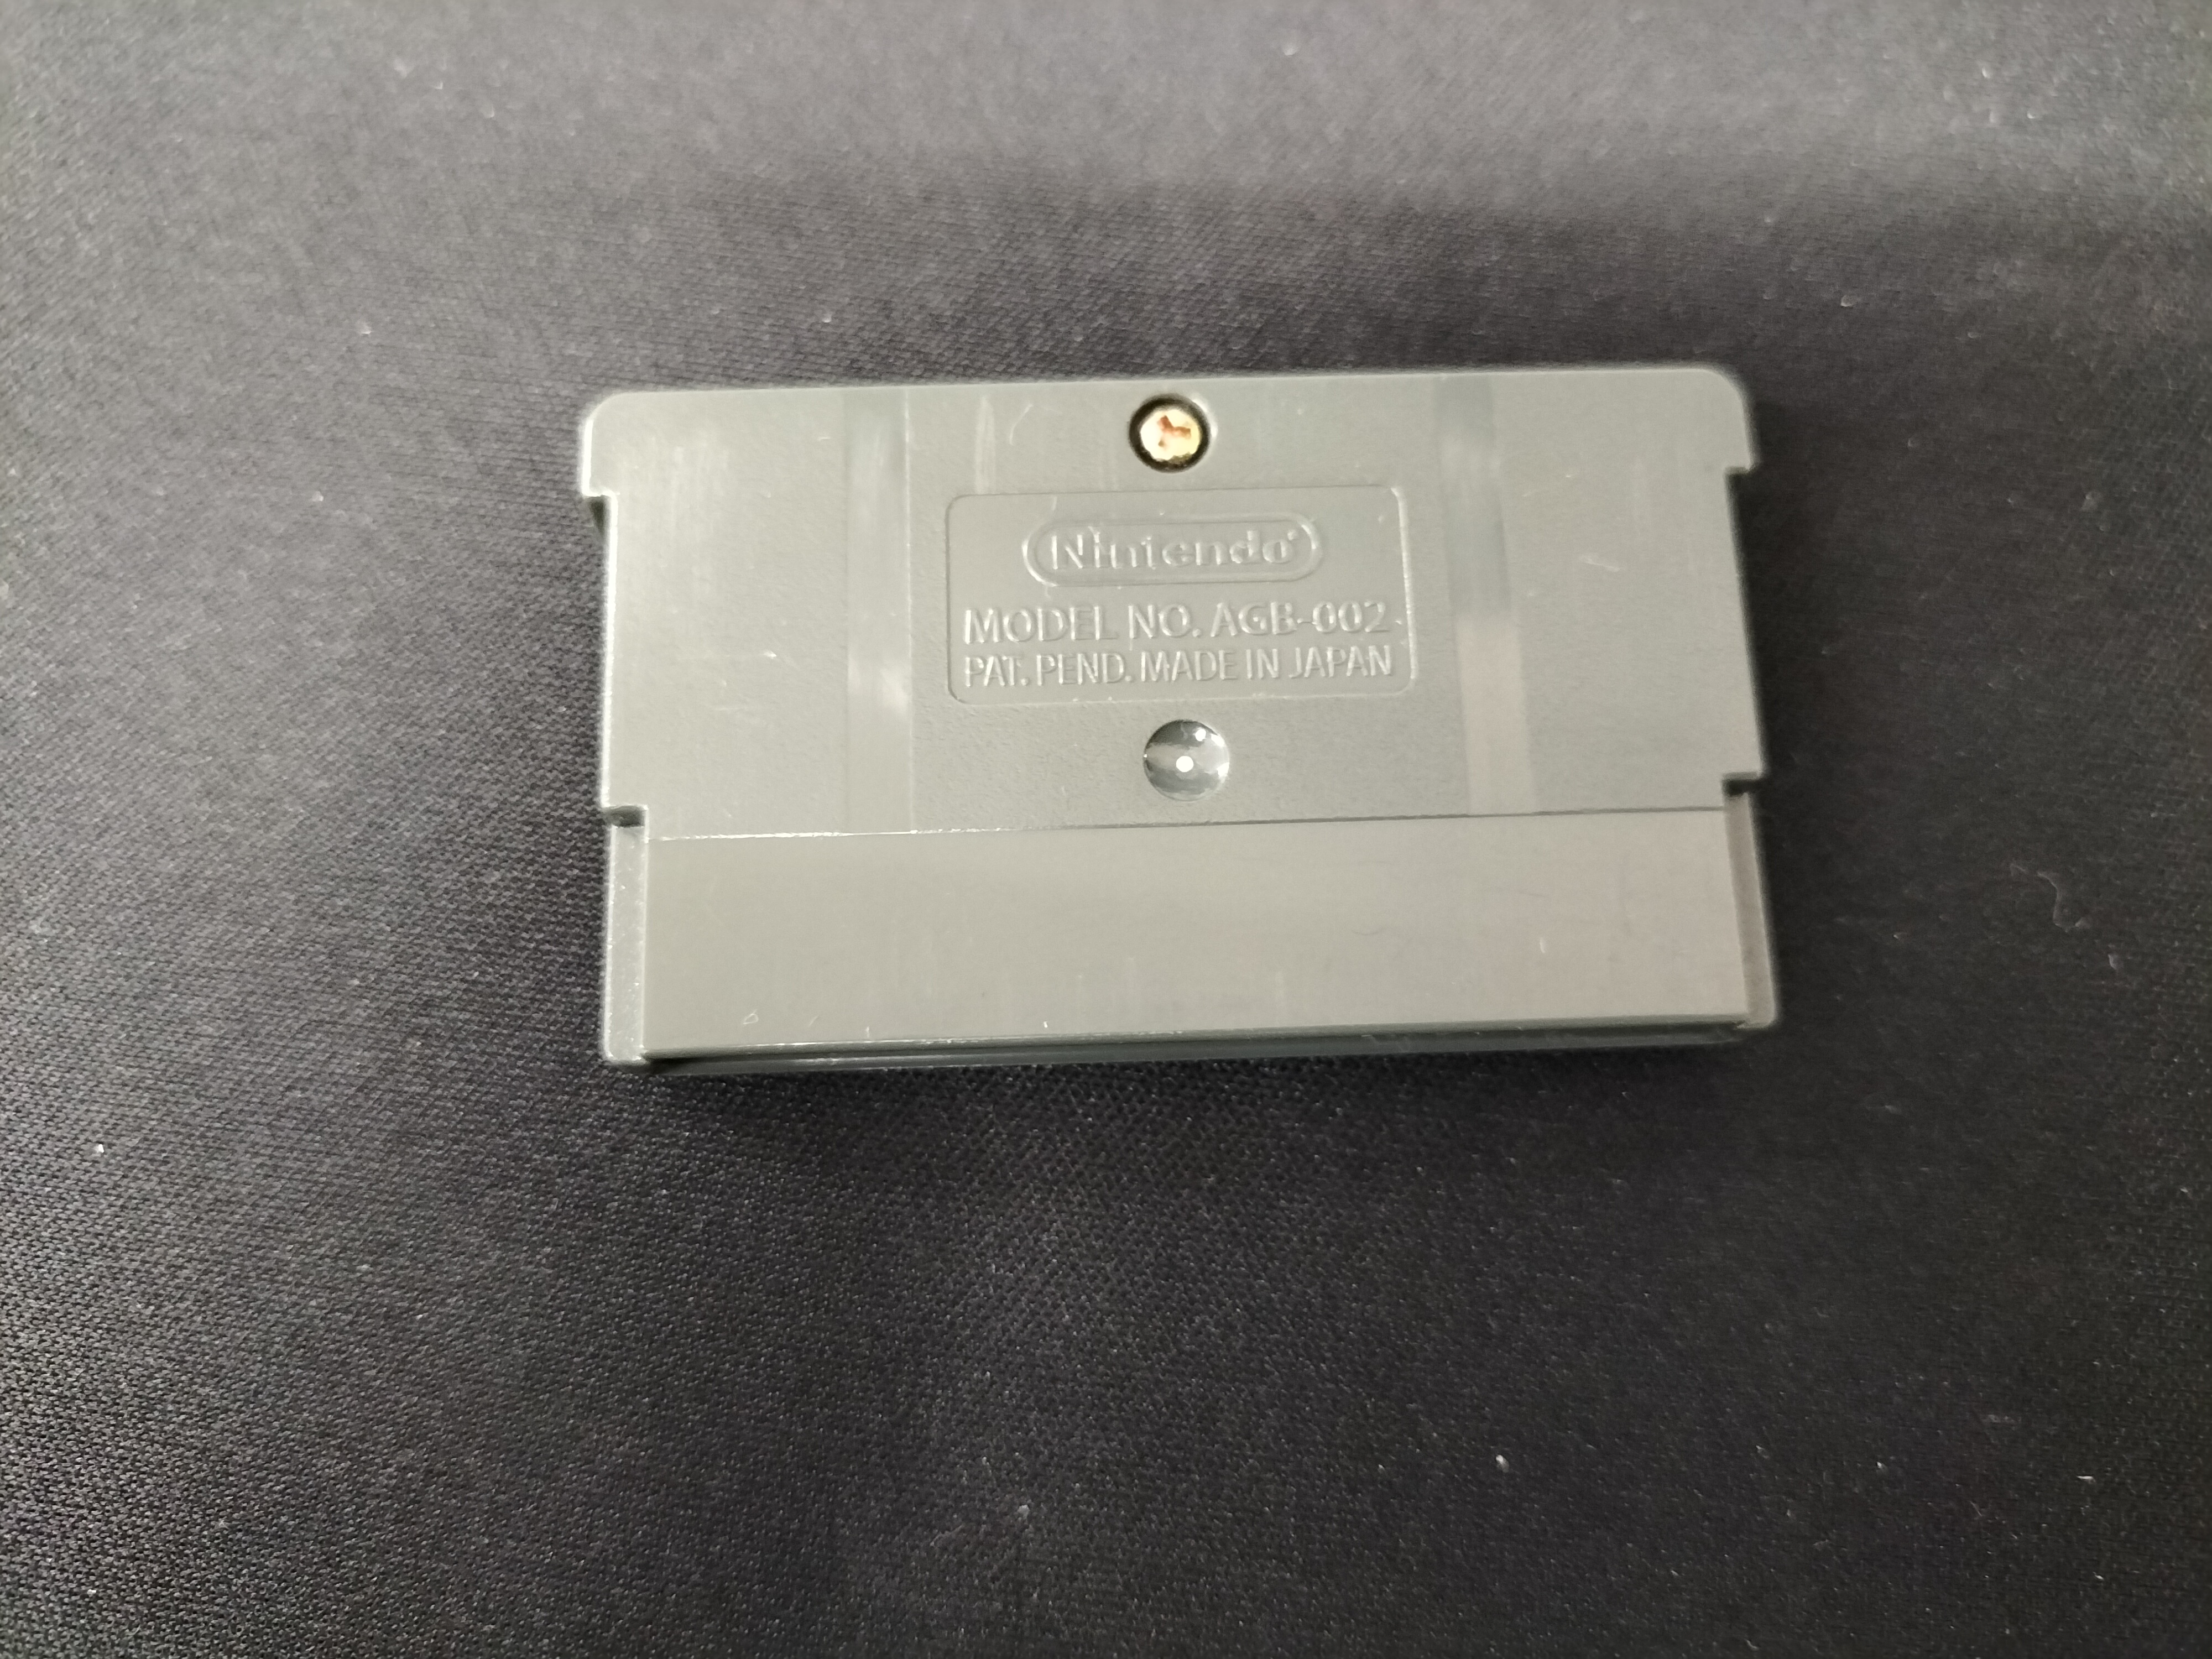 Nintendo
MODEL NO. AGB-002
PAT. PEND. MADE IN JAPAN